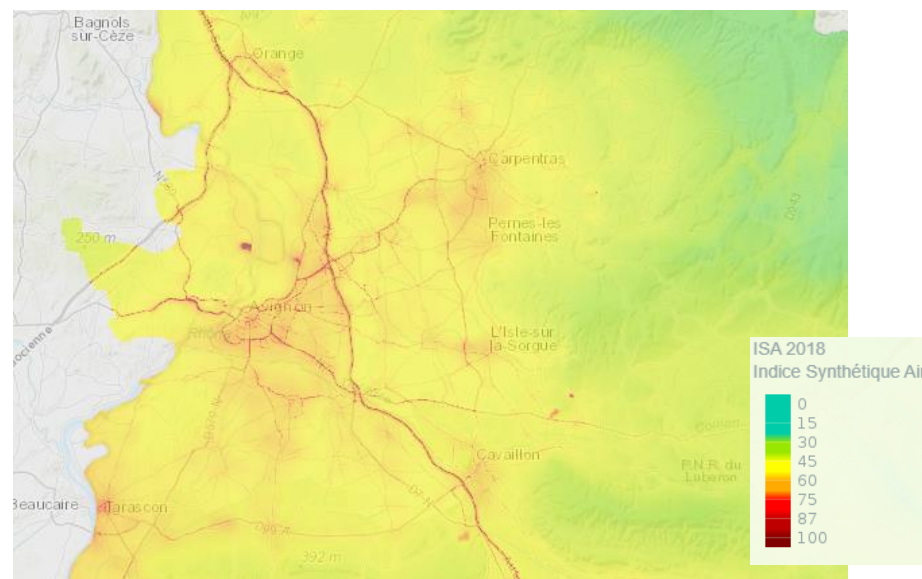 Bagnols
sur-Cèze
Orange
Carpentras
Pernes-les
Fontaines
250 m
Avignon
Rhône
L'Isle-sur
la-Sorgue
ISA 2018
Indice Synthétique Air
0
15
30
45
60
75
87
100
Cavaillon
P.N.R. du
Luberon
Beaucaire
Tarascon
392 m